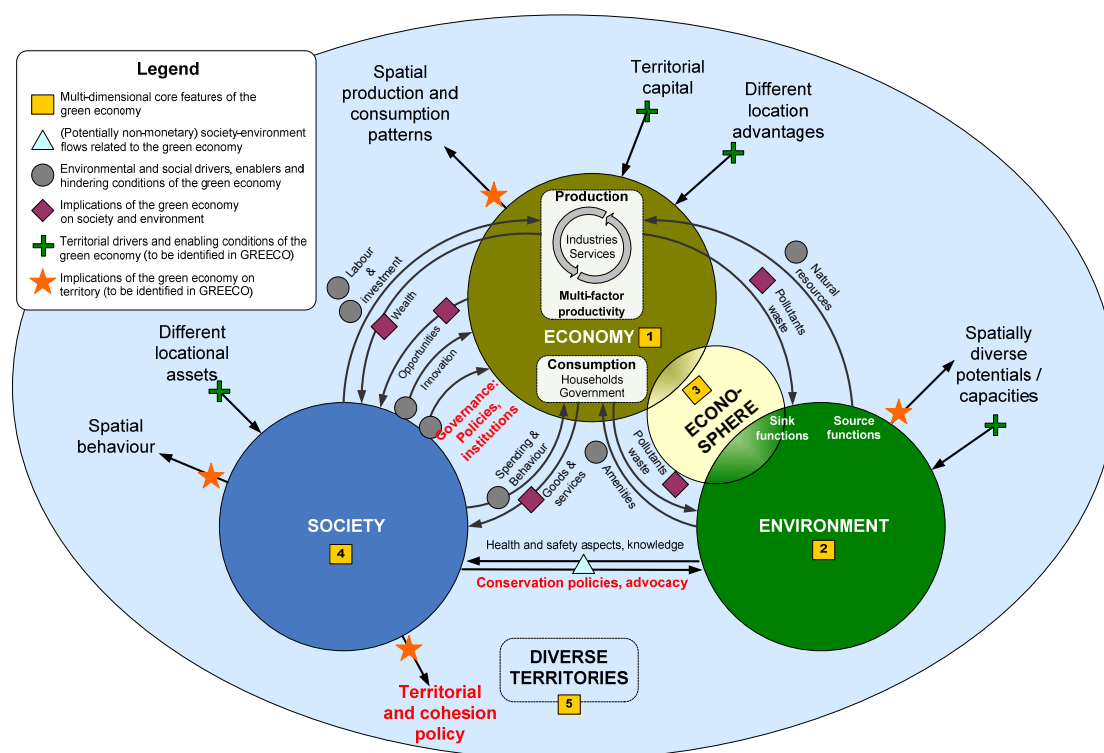 Legend
Multi-dimensional core features of the
green economy
(Potentially non-monetary) society-environment
flows related to the green economy
Environmental and social drivers, enablers and
hindering conditions of the green economy
Implications of the green economy
on society and environment
Territorial drivers and enabling conditions of the
green economy (to be identified in GREECO)
Implications of the green economy on
territory (to be identified in GREECO)
Spatial
production and
consumption
patterns
Territorial
capital
Different
location
advantages
Production
Industries
Services
Multi-factor
productivity
ECONOMY 1
Consumption
Households
Government
Labour
&
investment
Wealth
Opportunities
Innovation
Governance:
Policies,
institutions
Natural
resources
Pollutants
waste
3
ECONO-
SPHERE
Sink
functions
Source
functions
Spatially
diverse
potentials /
capacities
Different
locational
assets
Spatial
behaviour
Spending &
Behaviour
Goods &
services
Pollutants
waste
Amenities
SOCIETY
4
ENVIRONMENT
2
Health and safety aspects, knowledge
Conservation policies, advocacy
DIVERSE
TERRITORIES
5
Territorial
and cohesion
policy